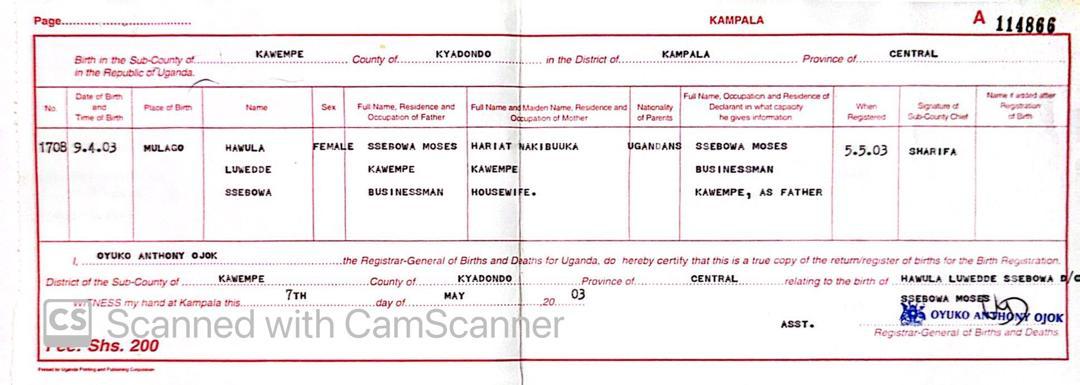 Page............................................
KAMPALA
A 114866
Birth in the Sub-County of KAWEMPE County of KYADONDO in the District of KAMPALA Province of CENTRAL
in the Republic of Uganda.
No. Date of Birth and Time of Birth Place of Birth Name Sex Full Name, Residence and Occupation of Father Full Name and Maiden Name, Residence and Occupation of Mother Nationality of Parents Full Name, Occupation and Residence of Declarant in what capacity he gives information When Registered Signature of Sub-County Chief Name if added after Registration of Birth
1708 9.4.03 MULAGO HAWULA FEMALE SSEBOWA MOSES HARIAT NAKIBUUKA UGANDANS SSEBOWA MOSES 5.5.03 SHARIFA
LUWEDDE KAWEMPE KAWEMPE BUSINESSMAN
SSEBOWA BUSINESSMAN HOUSEWIFE. KAWEMPE, AS FATHER
I, OYUKO ANTHONY OJOK the Registrar-General of Births and Deaths for Uganda, do hereby certify that this is a true copy of the return/register of births for the Birth Registration.
District of the Sub-County of KAWEMPE County of KYADONDO Province of CENTRAL relating to the birth of HAWULA LUWEDDE SSEBOWA D/O
SSEBOWA MOSES
WITNESS my hand at Kampala this 7TH day of MAY 20 03
CS Scanned with CamScanner
OYUKO ANTHONY OJOK
ASST.
Registrar-General of Births and Deaths
Fee: Shs. 200
Printed by Uganda Printing and Publishing Corporation